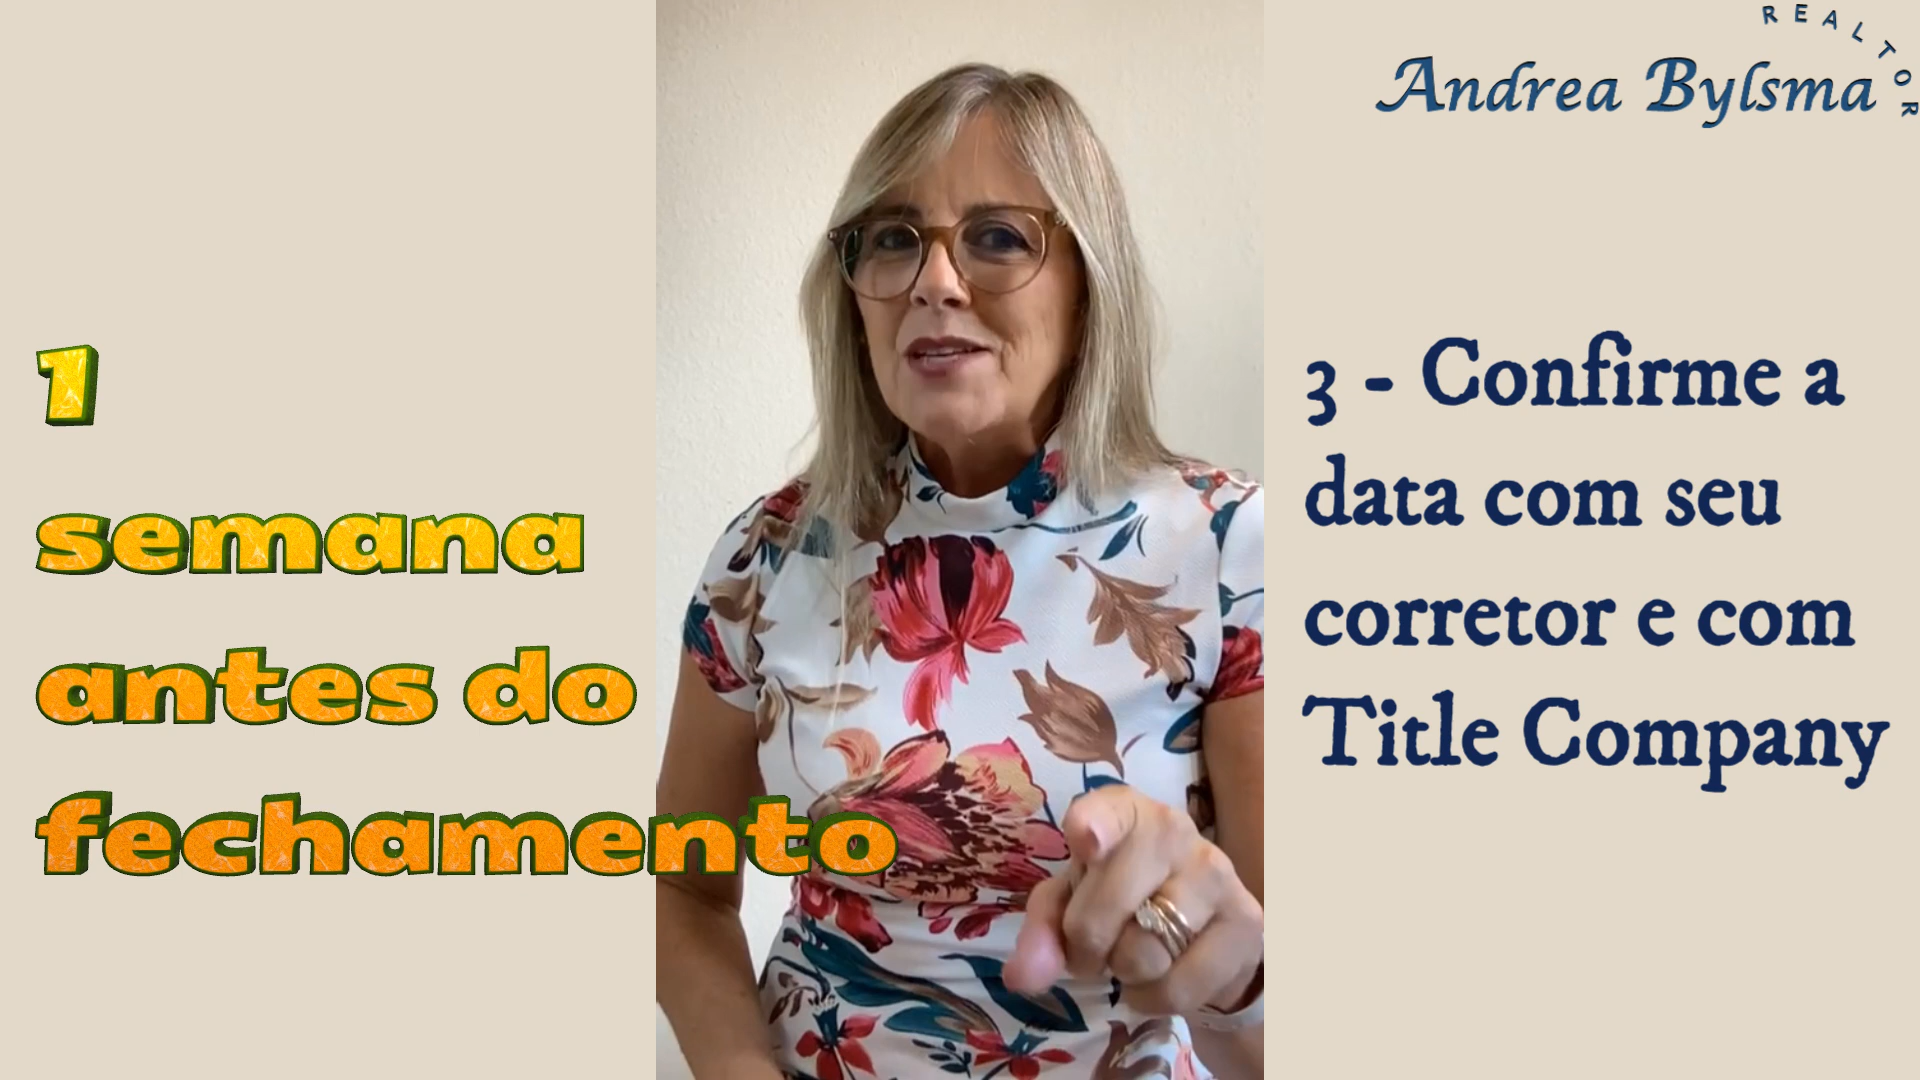 REALTOR
Andrea Bylsma
1
semana
antes do
fechamento
3 - Confirme a
data com seu
corretor e com
Title Company